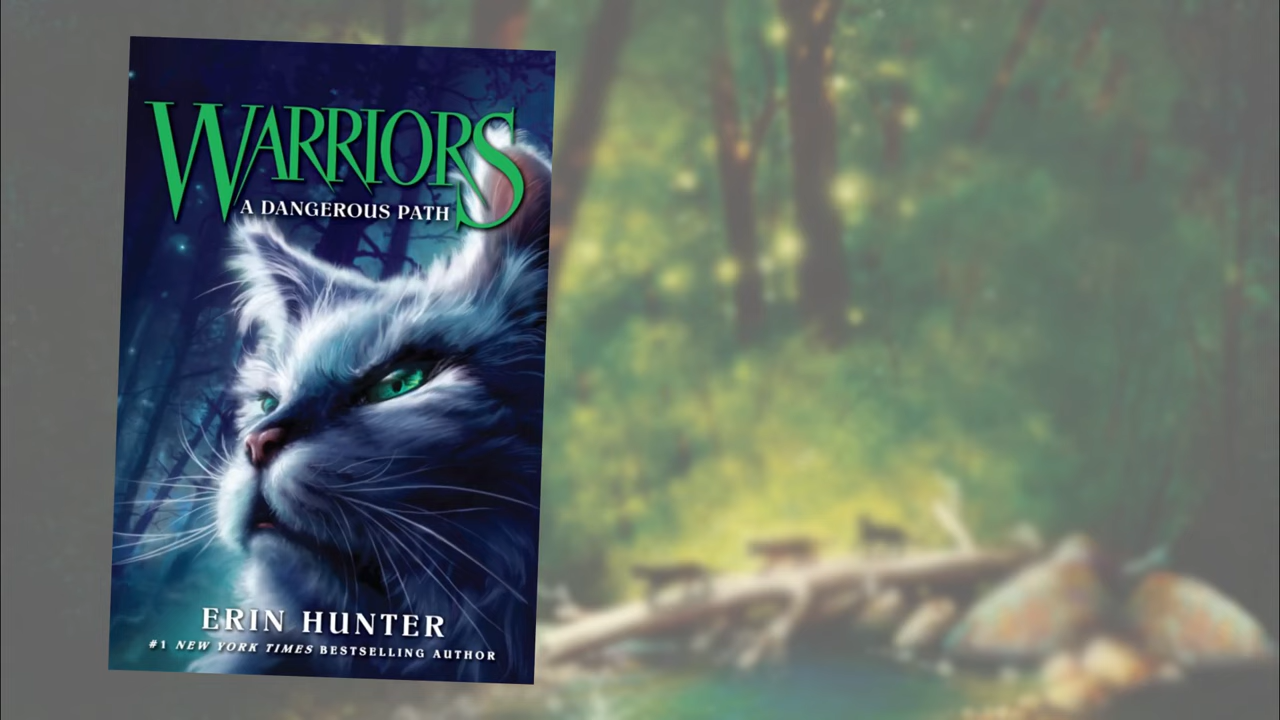 WARRIORS
A DANGEROUS PATH
ERIN HUNTER
#1 NEW YORK TIMES BESTSELLING AUTHOR